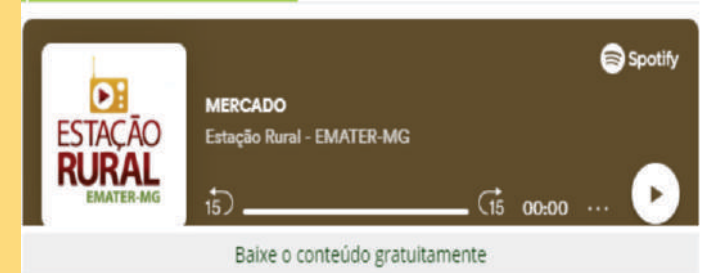 Spotify
ESTAÇÃO
RURAL
EMATER-MG
MERCADO
Estação Rural - EMATER-MG
15
15 00:00 ...
Baixe o conteúdo gratuitamente